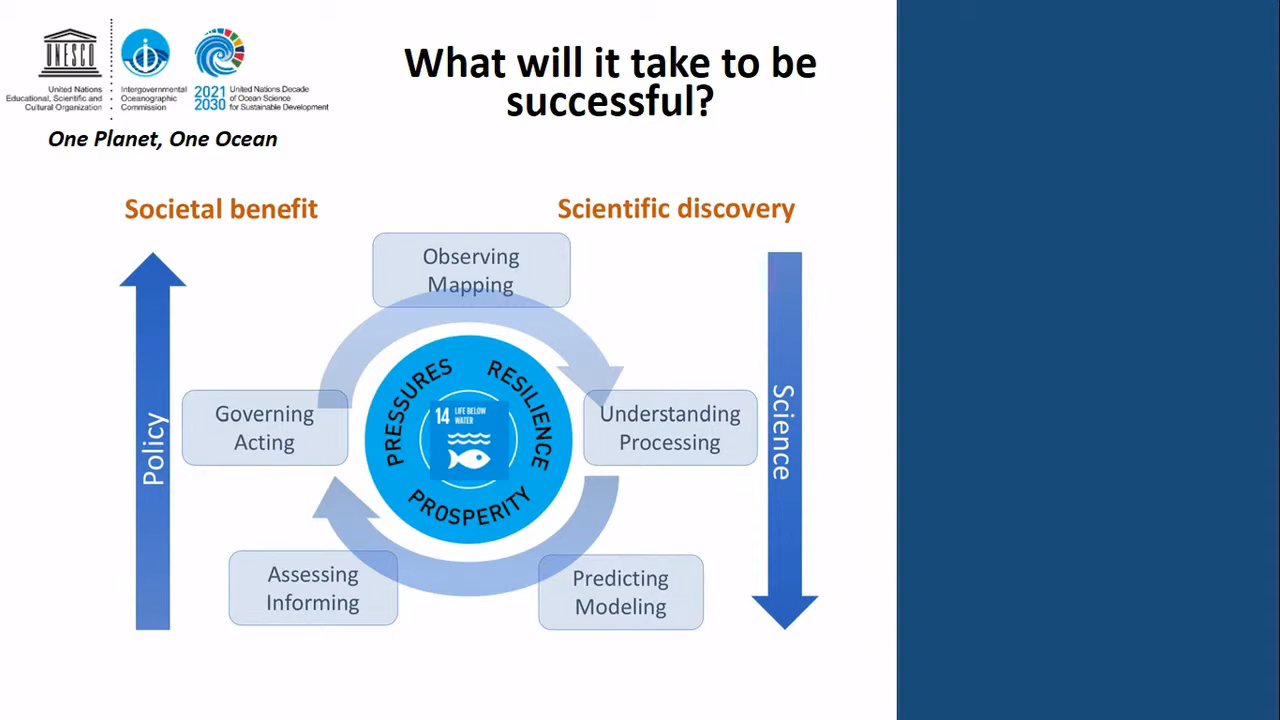 UNESCO
United Nations
Educational, Scientific and
Cultural Organization
Intergovernmental
Oceanographic
Commission
2021
2030
United Nations Decade
of Ocean Science
for Sustainable Development
One Planet, One Ocean
What will it take to be
successful?
Societal benefit
Scientific discovery
Observing
Mapping
Policy
Governing
Acting
PRESSURES
RESILIENCE
PROSPERITY
14 LIFE BELOW
WATER
Understanding
Processing
Science
Assessing
Informing
Predicting
Modeling